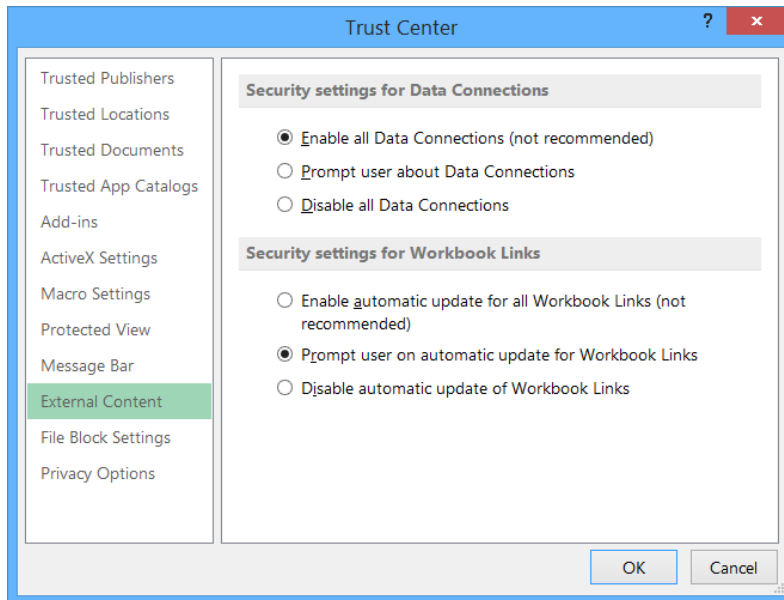 Trust Center
?
x
Trusted Publishers
Trusted Locations
Trusted Documents
Trusted App Catalogs
Add-ins
ActiveX Settings
Macro Settings
Protected View
Message Bar
External Content
File Block Settings
Privacy Options
Security settings for Data Connections
Enable all Data Connections (not recommended)
Prompt user about Data Connections
Disable all Data Connections
Security settings for Workbook Links
Enable automatic update for all Workbook Links (not
recommended)
Prompt user on automatic update for Workbook Links
Disable automatic update of Workbook Links
OK
Cancel